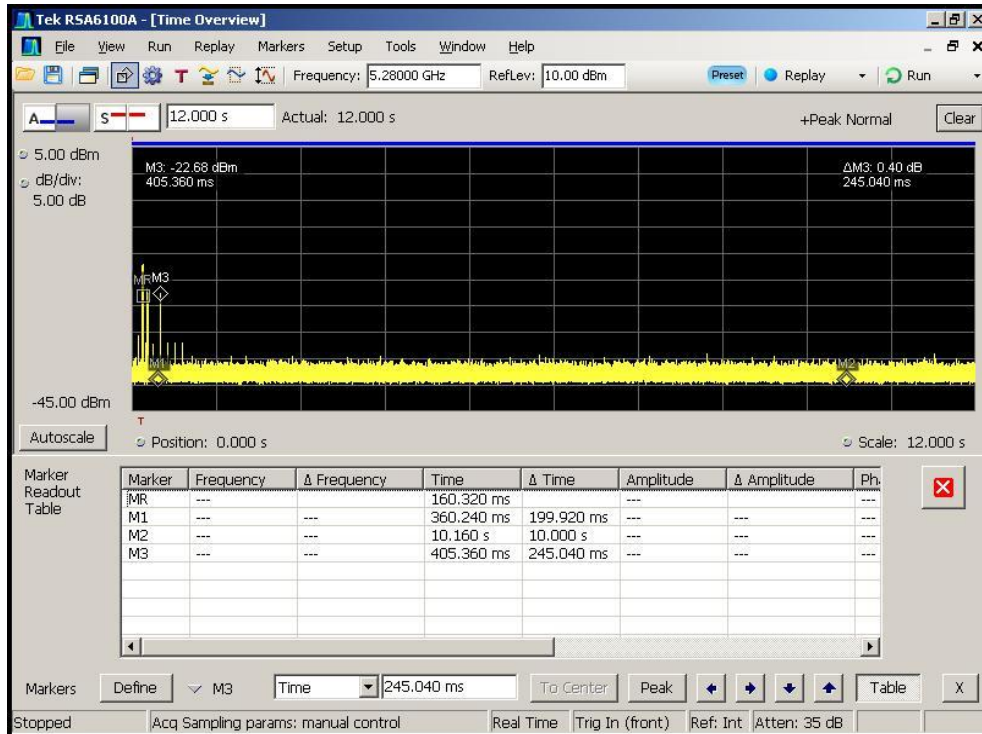 Tek RSA6100A - [Time Overview]
File View Run Replay Markers Setup Tools Window Help
T Frequency: 5.28000 GHz RefLev: 10.00 dBm Preset Replay Run
A S 12.000 s Actual: 12.000 s +Peak Normal Clear
5.00 dBm
dB/div:
5.00 dB
M3: -22.68 dBm
405.360 ms
ΔM3: 0.40 dB
245.040 ms
MR M3
M1 M2
-45.00 dBm
T
Autoscale Position: 0.000 s Scale: 12.000 s
Marker
Readout
Table
Marker Frequency Δ Frequency Time Δ Time Amplitude Δ Amplitude Ph
MR --- 160.320 ms --- ---
M1 --- --- 360.240 ms 199.920 ms --- --- ---
M2 --- --- 10.160 s 10.000 s --- --- ---
M3 --- --- 405.360 ms 245.040 ms --- --- ---
Markers Define M3 Time 245.040 ms To Center Peak Table X
Stopped Acq Sampling params: manual control Real Time Trig In (front) Ref: Int Atten: 35 dB